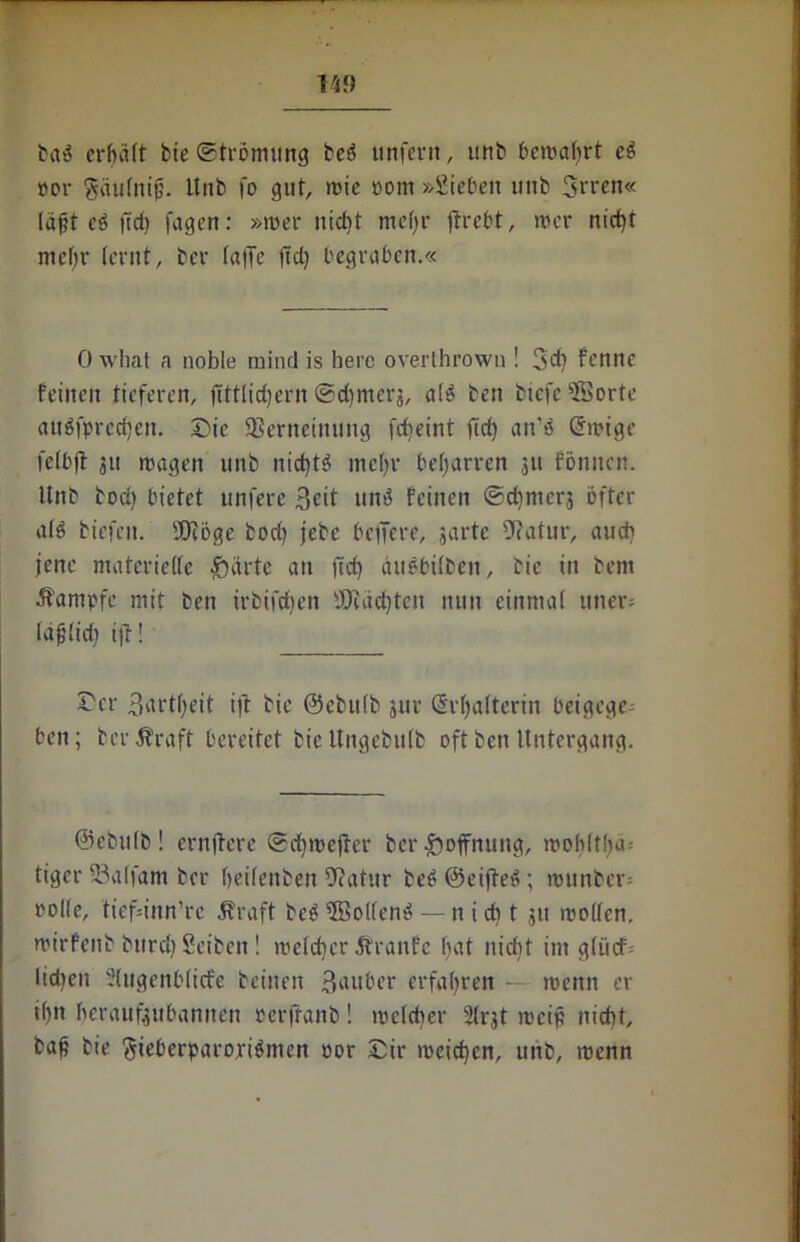 149
das erhält die Strömung des unsern, und bewahrt es
vor Fäulniß. Und so gut, wie vom »Lieben und Irren«
läßt es sich sagen: »wer nicht mehr strebt, wer nicht
mehr lernt, der lasse sich begraben.«
O what a noble mind is here overthrown! Ich kenne
keinen tieferen, sittlichern Schmerz, als den diese Worte
aussprechen. Die Verneinung scheint sich an's Ewige
selbst zu wagen und nichts mehr beharren zu können.
Und doch bietet unsere Zeit uns keinen Schmerz öfter
als diesen. Möge doch jede bessere, zarte Natur, auch
jene materielle Härte an sich ausbilden, die in dem
Kampfe mit den irdischen Mächten nun einmal uner-
läßlich ist!
Der Zartheit ist die Gebuld zur Erhalterin beigege-
ben; der Kraft bereitet die Ungebuld oft den Untergang.
Gebuld! ernstere Schwester der Hoffnung, wohlthä-
tiger Balsam der heilenden Natur des Geistes; wunder-
volle, tief-inn're Kraft des Wollens — nicht zu wollen,
wirkend durch Leiden! welcher Kranke hat nicht im glück-
lichen Augenblicke deinen Zauber erfahren — wenn er
ihn heraufzubannen verstand! welcher Arzt weiß nicht,
daß die Fieberparoxismen vor Dir weichen, und, wenn